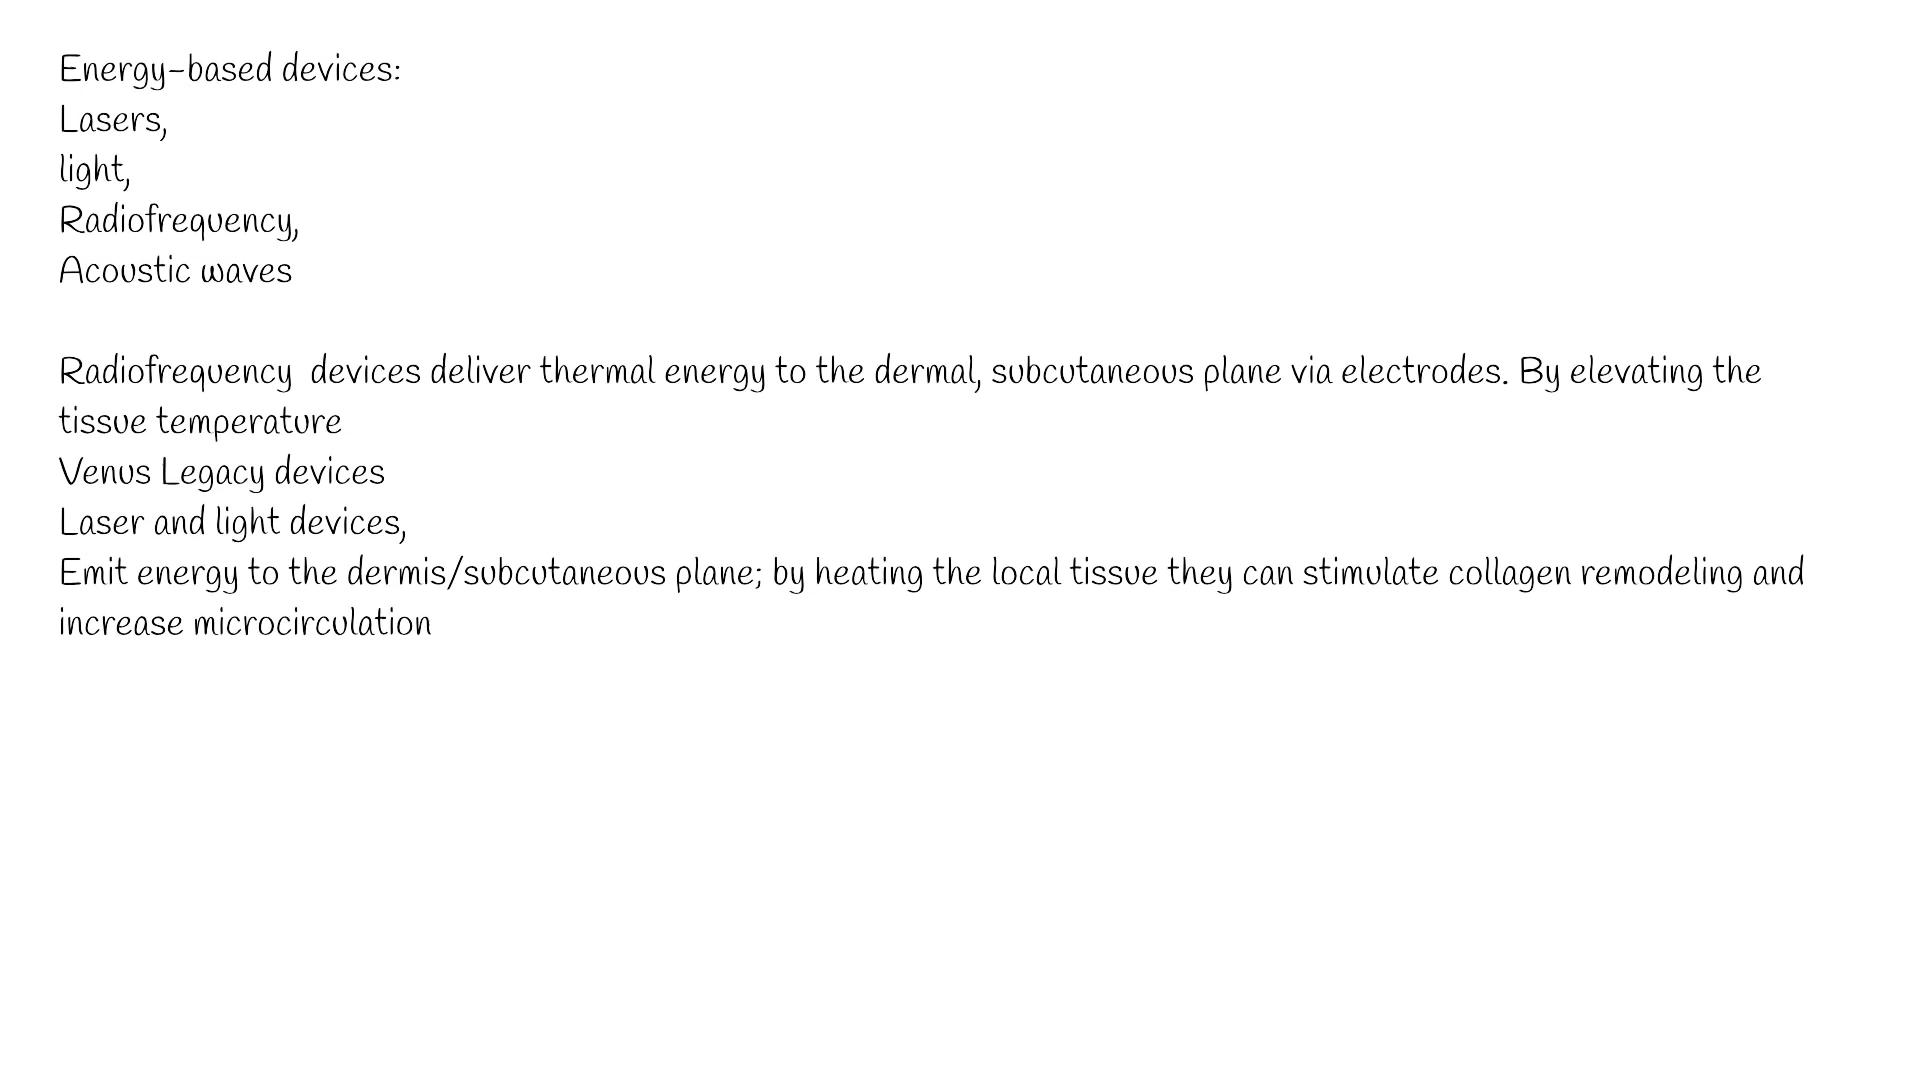 Energy-based devices:
Lasers,
light,
Radiofrequency,
Acoustic waves
Radiofrequency  devices deliver thermal energy to the dermal, subcutaneous plane via electrodes. By elevating the
tissue temperature
Venus Legacy devices
Laser and light devices,
Emit energy to the dermis/subcutaneous plane; by heating the local tissue they can stimulate collagen remodeling and
increase microcirculation